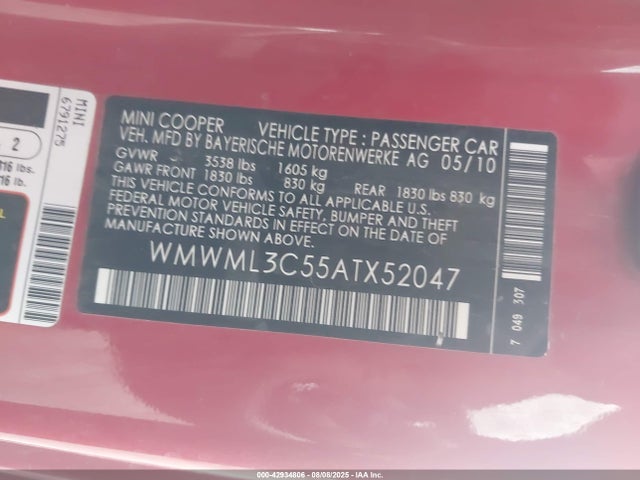 MINI COOPER VEHICLE TYPE : PASSENGER CAR
VEH. MFD BY BAYERISCHE MOTORENWERKE AG 05/10
GVWR 3538 lbs 1605 kg
GAWR FRONT 1830 lbs 830 kg REAR 1830 lbs 830 kg
THIS VEHICLE CONFORMS TO ALL APPLICABLE U.S.
FEDERAL MOTOR VEHICLE SAFETY, BUMPER AND THEFT
PREVENTION STANDARDS IN EFFECT ON THE DATE OF
MANUFACTURE SHOWN ABOVE.
WMWML3C55ATX52047
7 049 307
MINI
6791275
2
lbs.
lb.
000-42934806 - 08/08/2025 - IAA Inc.